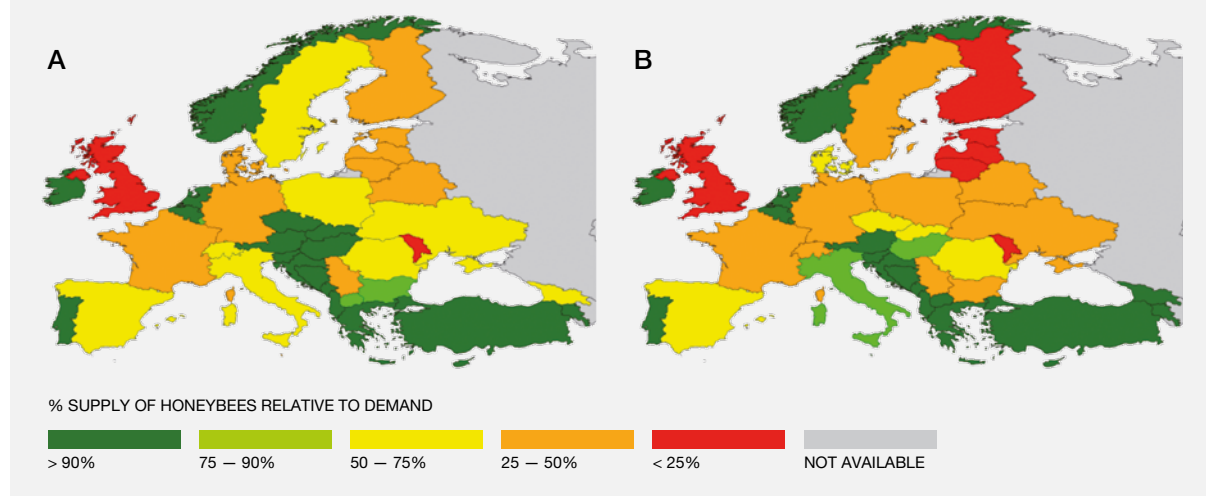 A
B
% SUPPLY OF HONEYBEES RELATIVE TO DEMAND
> 90%
75 — 90%
50 — 75%
25 — 50%
< 25%
NOT AVAILABLE